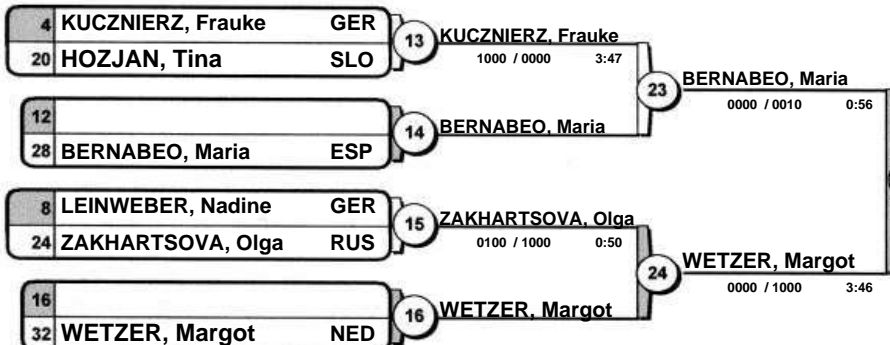 4 KUCZNIERZ, Frauke GER
20 HOZJAN, Tina SLO
13
KUCZNIERZ, Frauke
1000 / 0000 3:47
12
28 BERNABEO, Maria ESP
14
BERNABEO, Maria
23
BERNABEO, Maria
0000 / 0010 0:56
8 LEINWEBER, Nadine GER
24 ZAKHARTSOVA, Olga RUS
15
ZAKHARTSOVA, Olga
0100 / 1000 0:50
16
32 WETZER, Margot NED
16
WETZER, Margot
24
WETZER, Margot
0000 / 1000 3:46